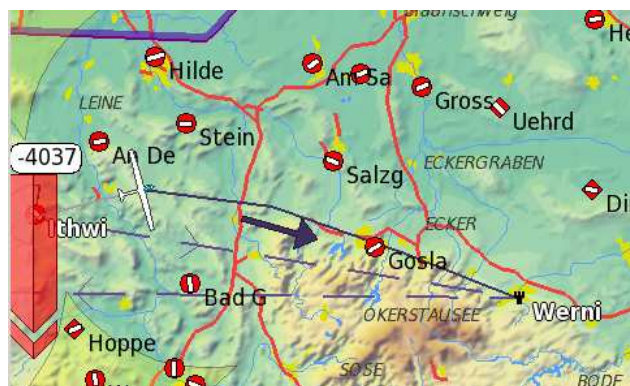 Braunschweig
He
Hilde
Am Sa
LEINE
Gross
Uehrd
Stein
-4037
An De
ECKERGRABEN
Salzg
Di
Ithwi
ECKER
Gosla
Bad G
Werni
OKERSTAUSEE
Hoppe
SOSE
BODE